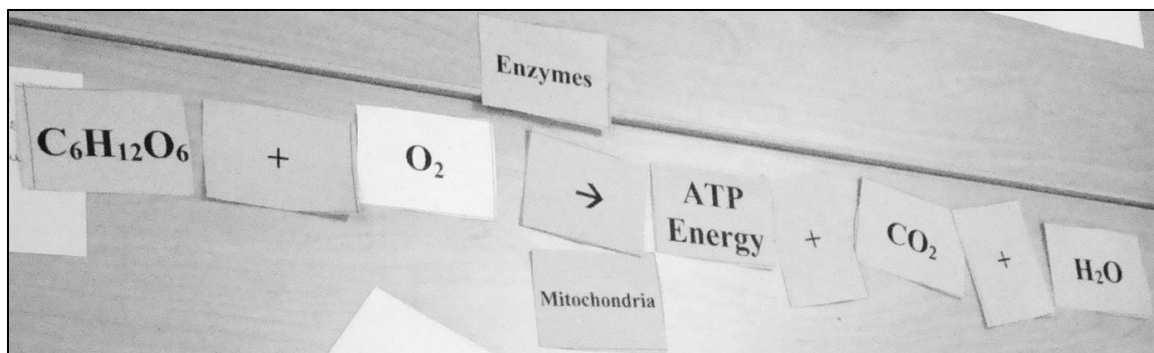 Enzymes
C₆H₁₂O₆ + O₂ → ATP Energy + CO₂ + H₂O
Mitochondria